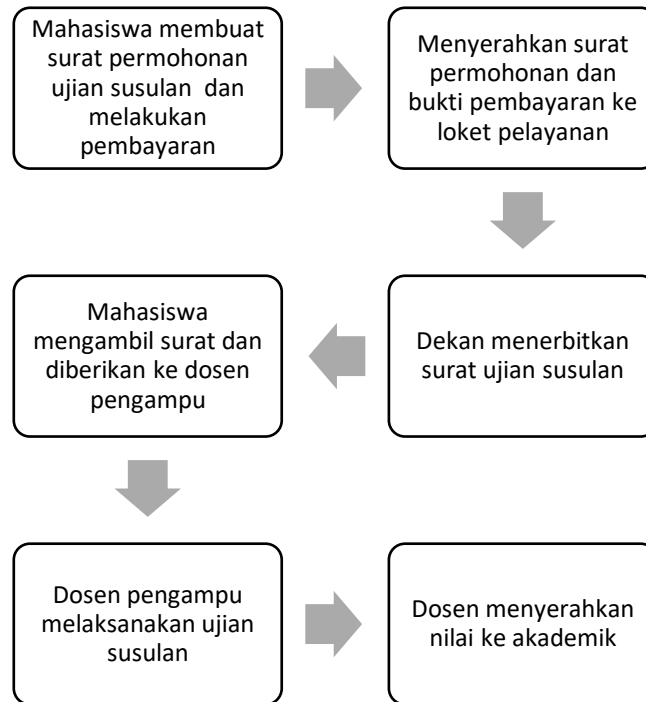 Mahasiswa membuat
surat permohonan
ujian susulan dan
melakukan
pembayaran
Menyerahkan surat
permohonan dan
bukti pembayaran ke
loket pelayanan
Dekan menerbitkan
surat ujian susulan
Mahasiswa
mengambil surat dan
diberikan ke dosen
pengampu
Dosen pengampu
melaksanakan ujian
susulan
Dosen menyerahkan
nilai ke akademik